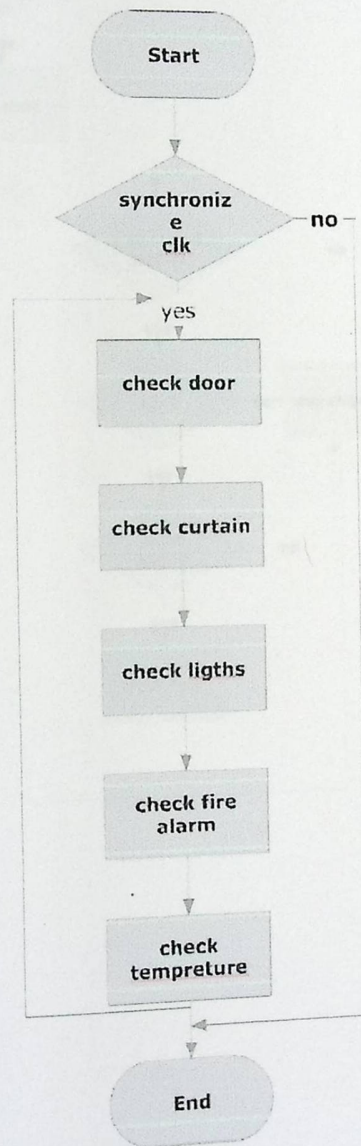 Start
synchroniz
e
clk
no
yes
check door
check curtain
check ligths
check fire
alarm
check
tempreture
End